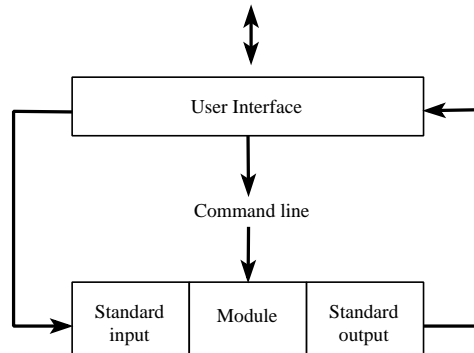 User Interface
Command line
Standard input
Module
Standard output